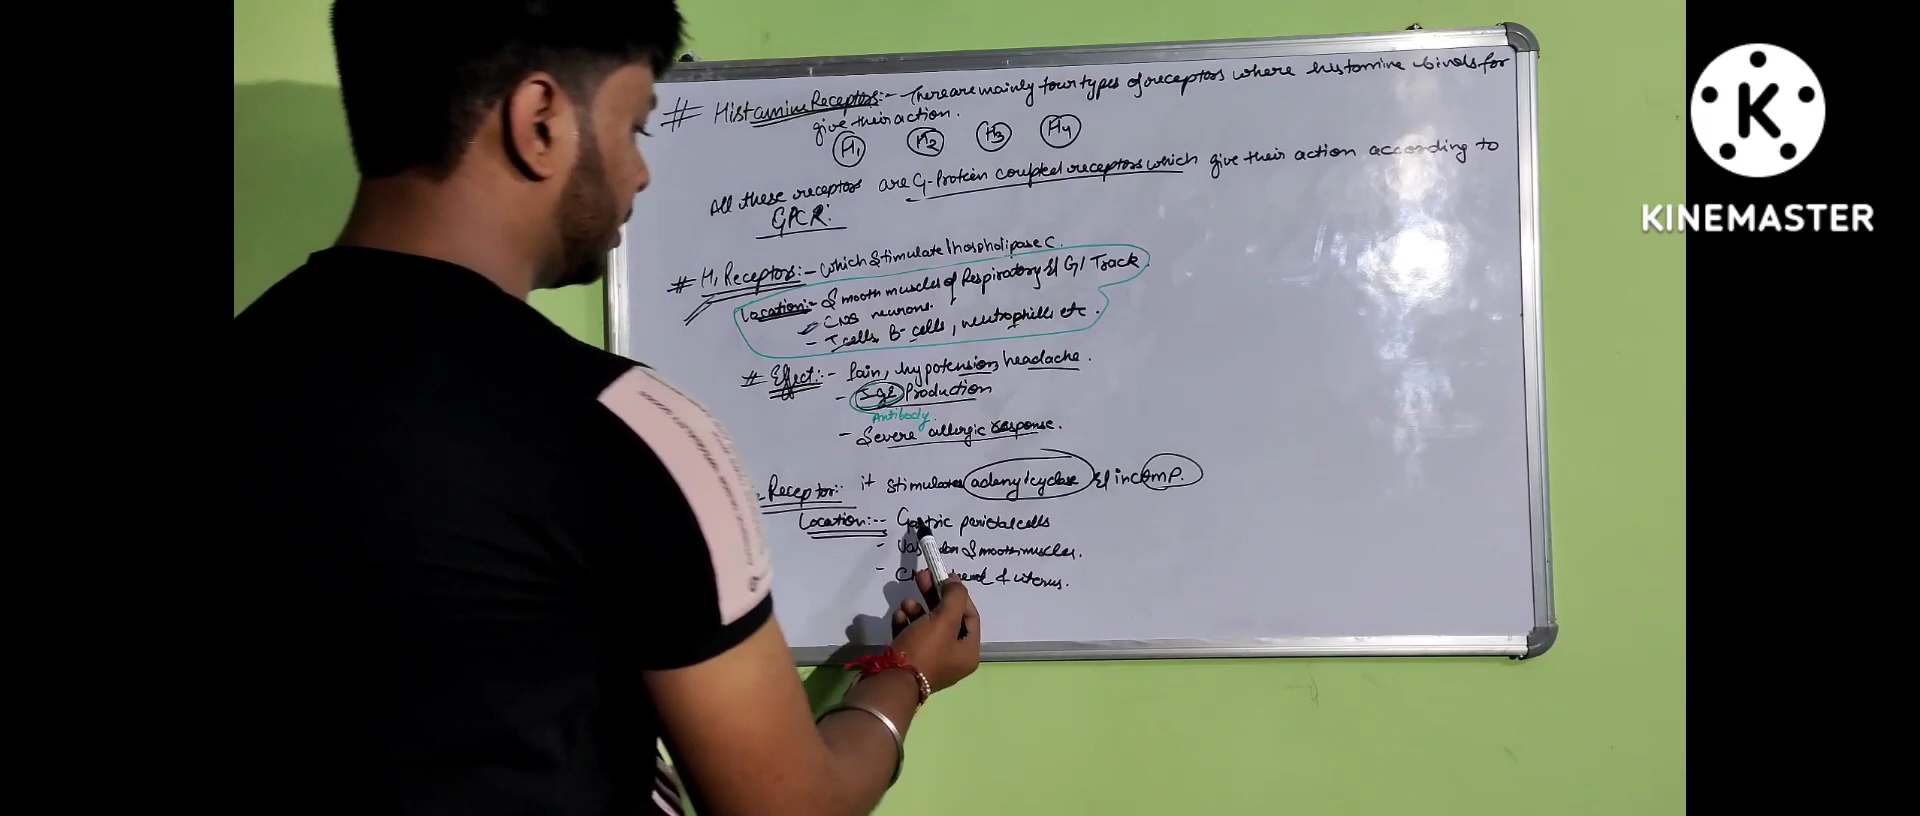 # Histamine Receptors:- There are mainly four types of receptors where histamine binds for
give their action.
H1 H2 H3 H4
All these receptors are G-Protein coupled receptors which give their action according to
GPCR:
# H1 Receptors:- which stimulate Phospholipase C.
Location:- Smooth muscles of Respiratory & G/ Track
- CNS neurons.
- T cells, B-cells, neutrophills etc.
# Effect:- Pain, hypotension, headache.
- IgE Production
Antibody
- Severe allergic response.
Receptor: it stimulates adenylcyclase & in cAMP.
Location:- Gastric parietal cells
- smooth muscles.
- & uterus.
KINEMASTER